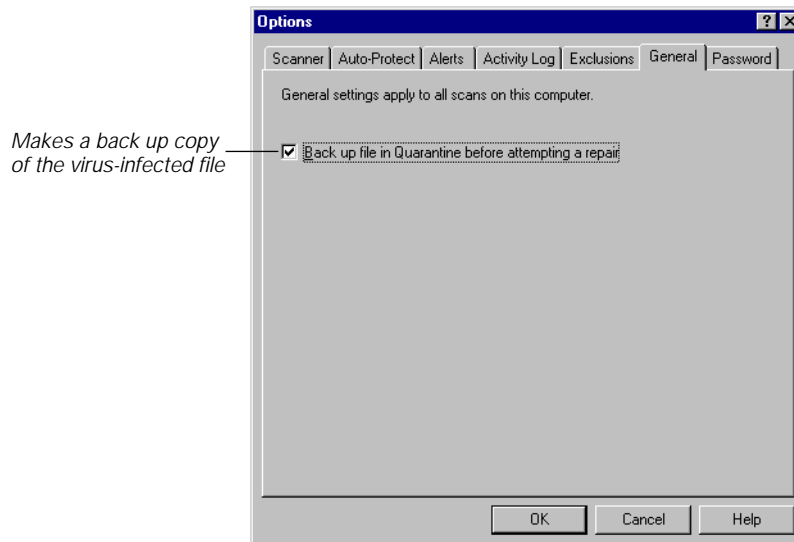 Options
Scanner
Auto-Protect
Alerts
Activity Log
Exclusions
General
Password
General settings apply to all scans on this computer.
Makes a back up copy
of the virus-infected file
Back up file in Quarantine before attempting a repair
OK
Cancel
Help